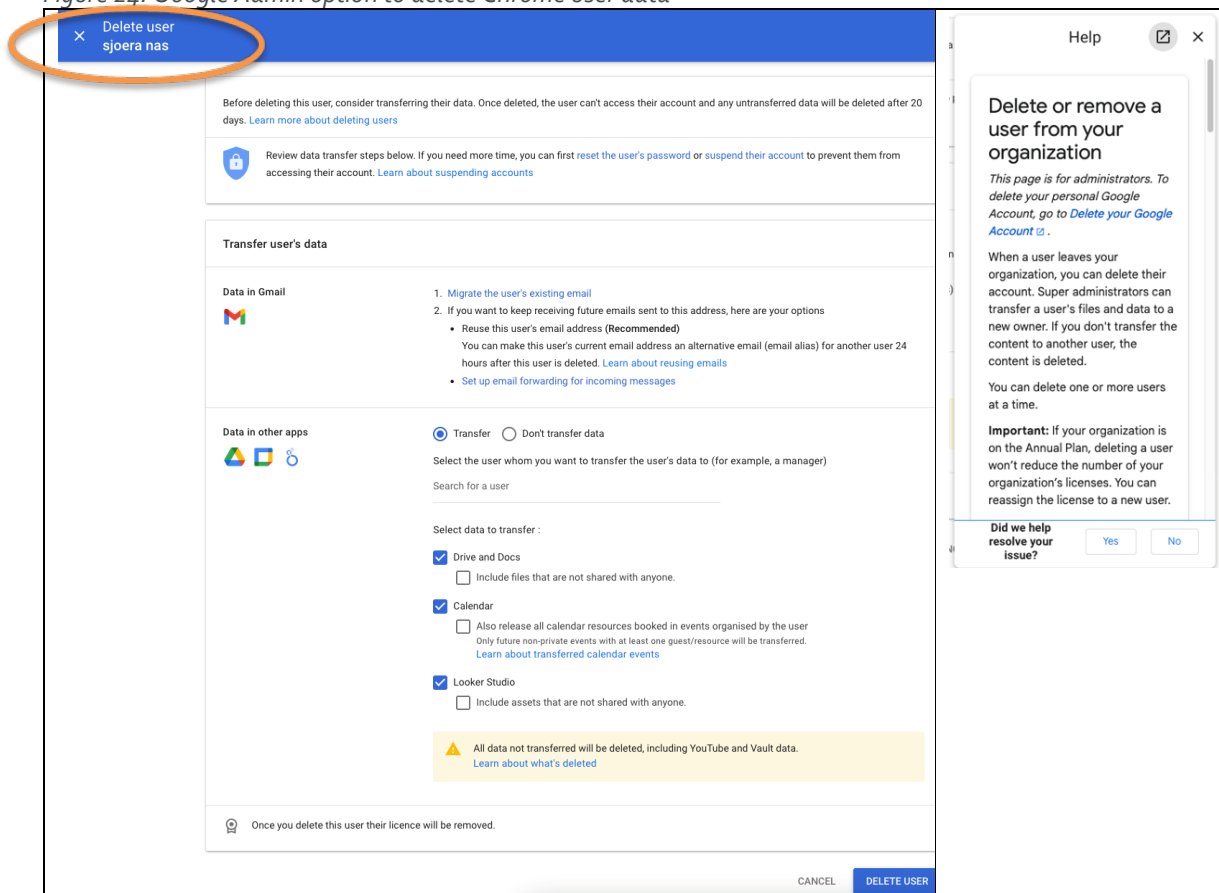 Figure 24: Google Admin option to delete Chrome user data
Delete user
sjoera nas
Before deleting this user, consider transferring their data. Once deleted, the user can't access their account and any untransferred data will be deleted after 20
days. Learn more about deleting users
Review data transfer steps below. If you need more time, you can first reset the user's password or suspend their account to prevent them from
accessing their account. Learn about suspending accounts
Transfer user's data
Data in Gmail
1. Migrate the user's existing email
2. If you want to keep receiving future emails sent to this address, here are your options
• Reuse this user's email address (Recommended)
You can make this user's current email address an alternative email (email alias) for another user 24
hours after this user is deleted. Learn about reusing emails
• Set up email forwarding for incoming messages
Data in other apps
Transfer
Don't transfer data
Select the user whom you want to transfer the user's data to (for example, a manager)
Search for a user
Select data to transfer :
Drive and Docs
Include files that are not shared with anyone.
Calendar
Also release all calendar resources booked in events organised by the user
Only future non-private events with at least one guest/resource will be transferred.
Learn about transferred calendar events
Looker Studio
Include assets that are not shared with anyone.
All data not transferred will be deleted, including YouTube and Vault data.
Learn about what's deleted
Once you delete this user their licence will be removed.
CANCEL
DELETE USER
Help
Delete or remove a
user from your
organization
This page is for administrators. To
delete your personal Google
Account, go to Delete your Google
Account .
When a user leaves your
organization, you can delete their
account. Super administrators can
transfer a user's files and data to a
new owner. If you don't transfer the
content to another user, the
content is deleted.
You can delete one or more users
at a time.
Important: If your organization is
on the Annual Plan, deleting a user
won't reduce the number of your
organization's licenses. You can
reassign the license to a new user.
Did we help
resolve your
issue?
Yes
No